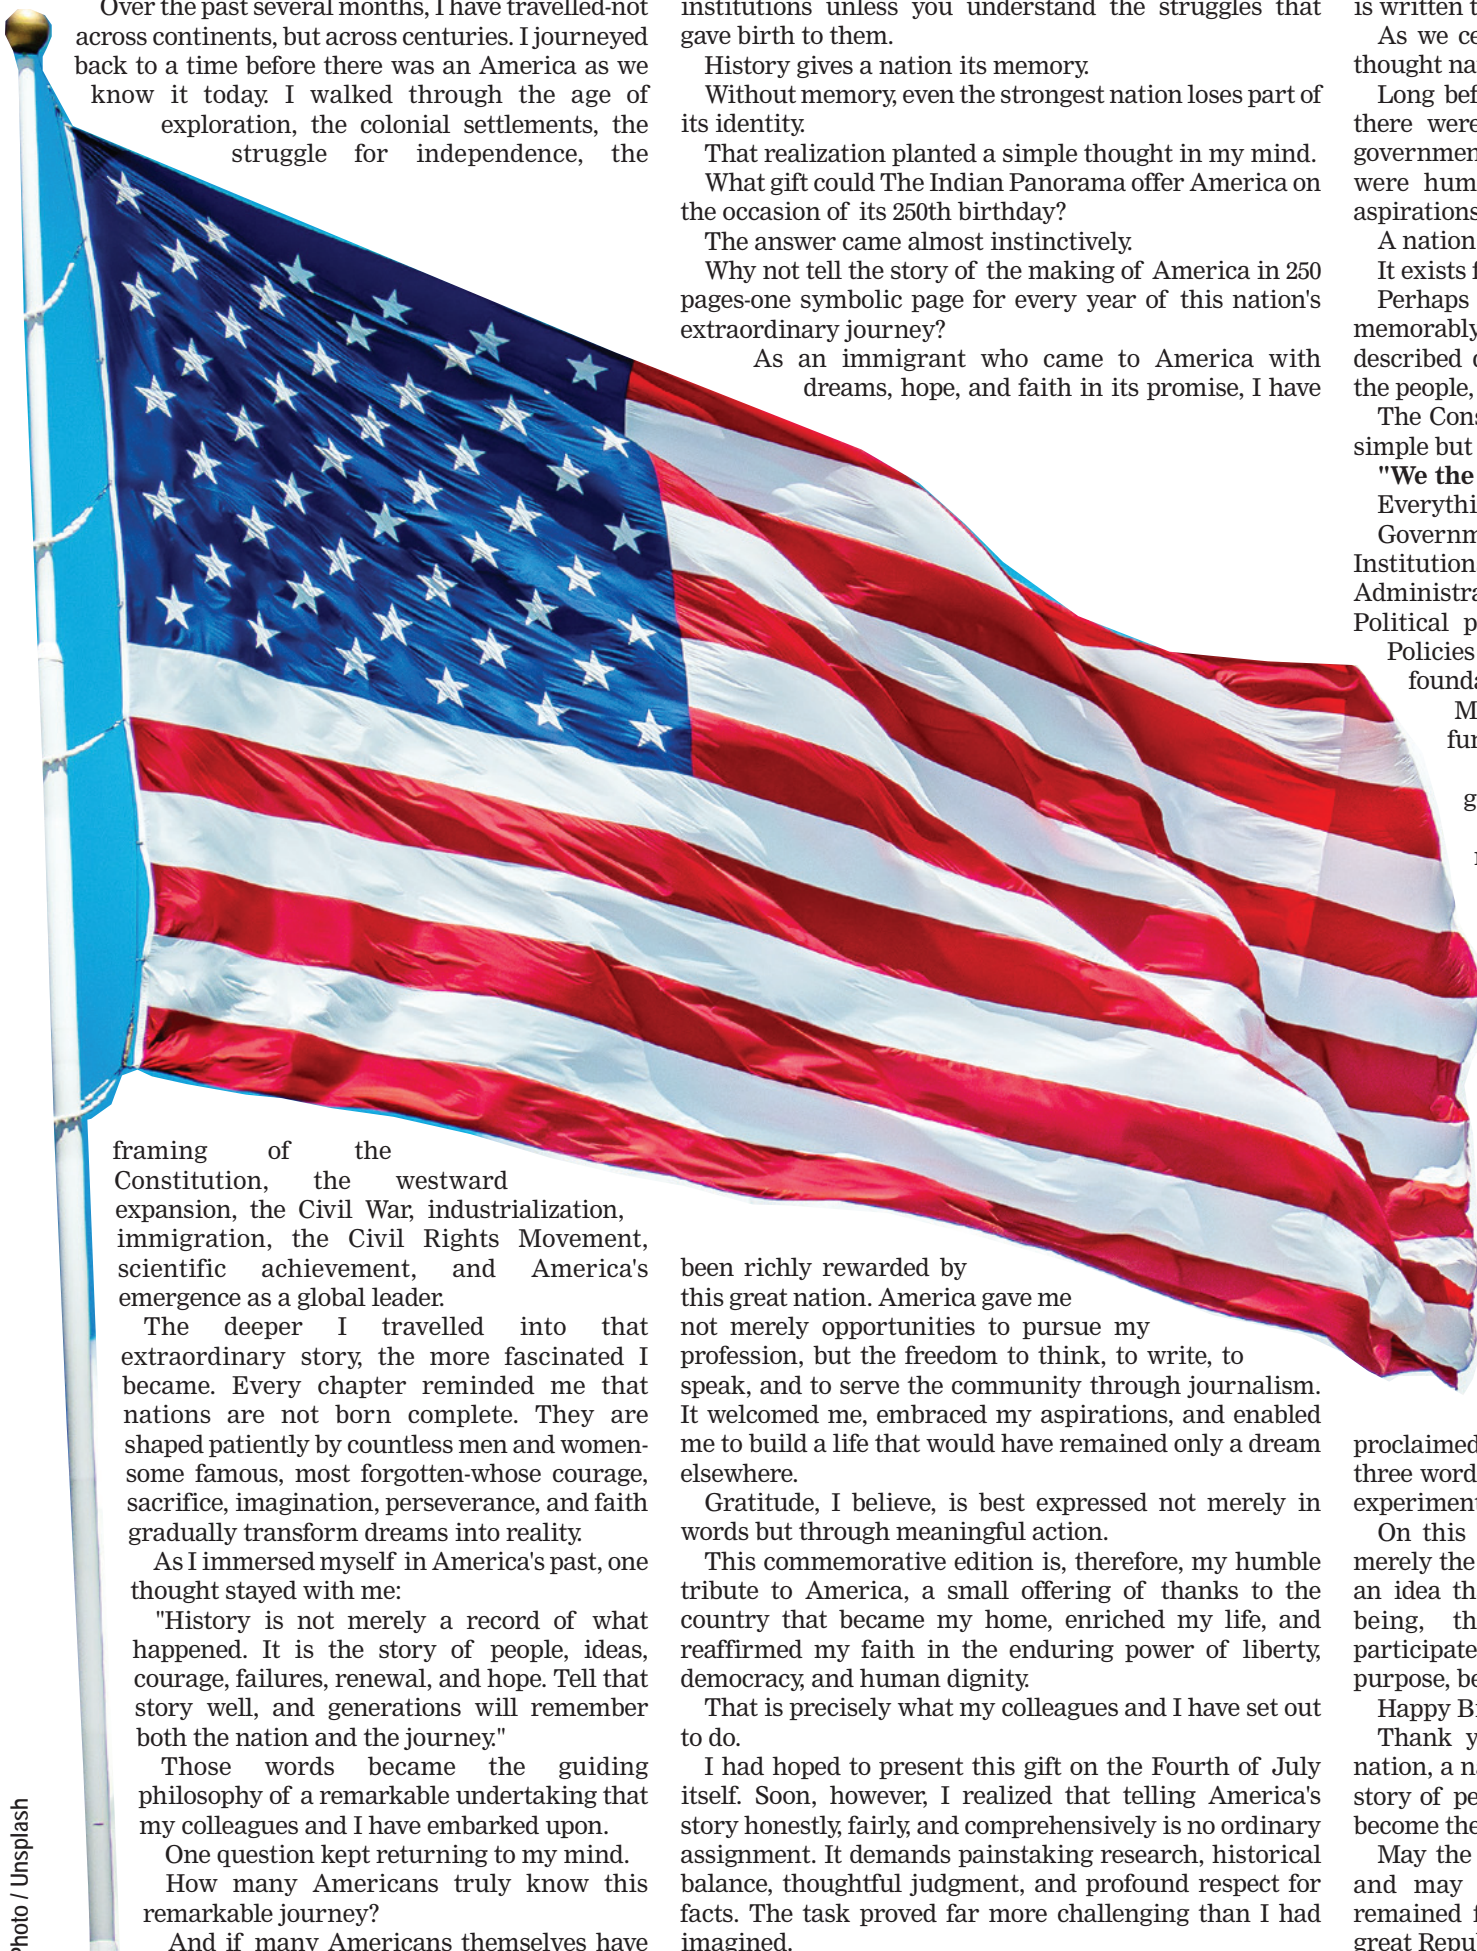 Over the past several months, I have travelled-not
across continents, but across centuries. I journeyed
back to a time before there was an America as we
know it today. I walked through the age of
exploration, the colonial settlements, the
struggle for independence, the
framing of the
Constitution, the westward
expansion, the Civil War, industrialization,
immigration, the Civil Rights Movement,
scientific achievement, and America's
emergence as a global leader.
The deeper I travelled into that
extraordinary story, the more fascinated I
became. Every chapter reminded me that
nations are not born complete. They are
shaped patiently by countless men and women-
some famous, most forgotten-whose courage,
sacrifice, imagination, perseverance, and faith
gradually transform dreams into reality.
As I immersed myself in America's past, one
thought stayed with me:
"History is not merely a record of what
happened. It is the story of people, ideas,
courage, failures, renewal, and hope. Tell that
story well, and generations will remember
both the nation and the journey."
Those words became the guiding
philosophy of a remarkable undertaking that
my colleagues and I have embarked upon.
One question kept returning to my mind.
How many Americans truly know this
remarkable journey?
And if many Americans themselves have
institutions unless you understand the struggles that
gave birth to them.
History gives a nation its memory.
Without memory, even the strongest nation loses part of
its identity.
That realization planted a simple thought in my mind.
What gift could The Indian Panorama offer America on
the occasion of its 250th birthday?
The answer came almost instinctively.
Why not tell the story of the making of America in 250
pages-one symbolic page for every year of this nation's
extraordinary journey?
As an immigrant who came to America with
dreams, hope, and faith in its promise, I have
been richly rewarded by
this great nation. America gave me
not merely opportunities to pursue my
profession, but the freedom to think, to write, to
speak, and to serve the community through journalism.
It welcomed me, embraced my aspirations, and enabled
me to build a life that would have remained only a dream
elsewhere.
Gratitude, I believe, is best expressed not merely in
words but through meaningful action.
This commemorative edition is, therefore, my humble
tribute to America, a small offering of thanks to the
country that became my home, enriched my life, and
reaffirmed my faith in the enduring power of liberty,
democracy, and human dignity.
That is precisely what my colleagues and I have set out
to do.
I had hoped to present this gift on the Fourth of July
itself. Soon, however, I realized that telling America's
story honestly, fairly, and comprehensively is no ordinary
assignment. It demands painstaking research, historical
balance, thoughtful judgment, and profound respect for
facts. The task proved far more challenging than I had
imagined.
is written
As we
thought
Long
there were
were
aspirations
A nation
It exists
Perhaps
memorably
described
the people,
The
simple but
"We the
Political
Policies
proclaimed
three
On this
merely the
an idea
being,
participate
purpose,
Happy
Thank
nation, a
story of
become
May the
and may
remained
great
Photo / Unsplash